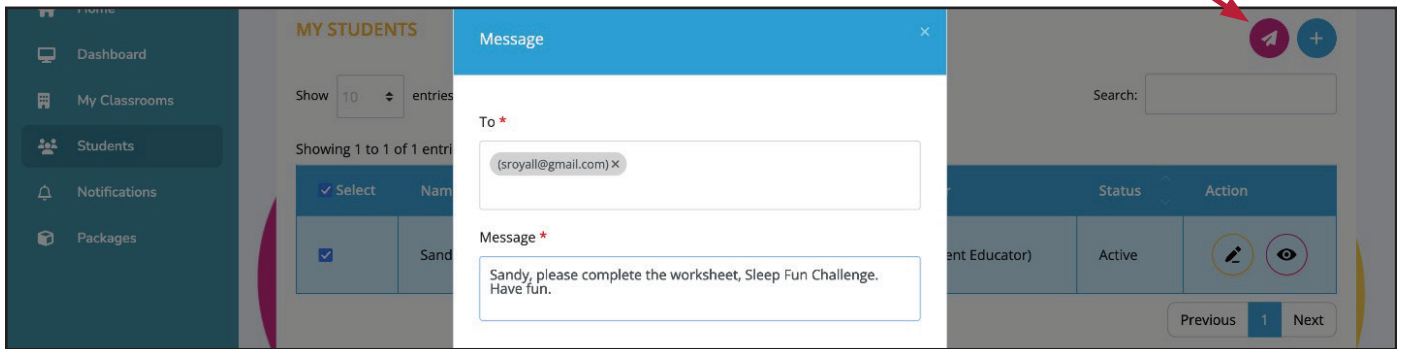 Home
Dashboard
My Classrooms
Students
Notifications
Packages
MY STUDENTS
Show 10 entries
Search:
Showing 1 to 1 of 1 entri
Select Nam Status Action
Sand ent Educator) Active
Previous 1 Next
Message ×
To *
(sroyall@gmail.com) ×
Message *
Sandy, please complete the worksheet, Sleep Fun Challenge.
Have fun.